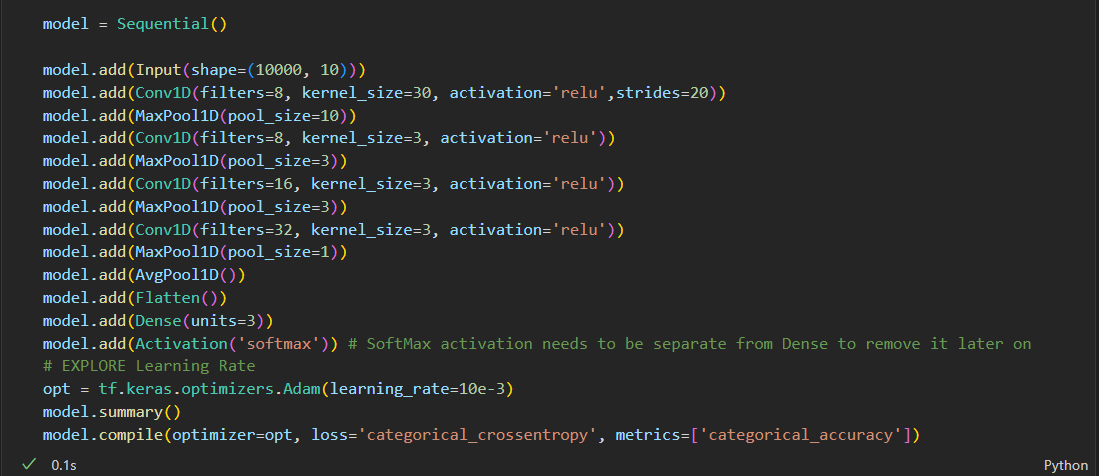 model = Sequential()
model.add(Input(shape=(10000, 10)))
model.add(Conv1D(filters=8, kernel_size=30, activation='relu',strides=20))
model.add(MaxPool1D(pool_size=10))
model.add(Conv1D(filters=8, kernel_size=3, activation='relu'))
model.add(MaxPool1D(pool_size=3))
model.add(Conv1D(filters=16, kernel_size=3, activation='relu'))
model.add(MaxPool1D(pool_size=3))
model.add(Conv1D(filters=32, kernel_size=3, activation='relu'))
model.add(MaxPool1D(pool_size=1))
model.add(AvgPool1D())
model.add(Flatten())
model.add(Dense(units=3))
model.add(Activation('softmax')) # SoftMax activation needs to be separate from Dense to remove it later on
# EXPLORE Learning Rate
opt = tf.keras.optimizers.Adam(learning_rate=10e-3)
model.summary()
model.compile(optimizer=opt, loss='categorical_crossentropy', metrics=['categorical_accuracy'])
✓ 0.1s Python